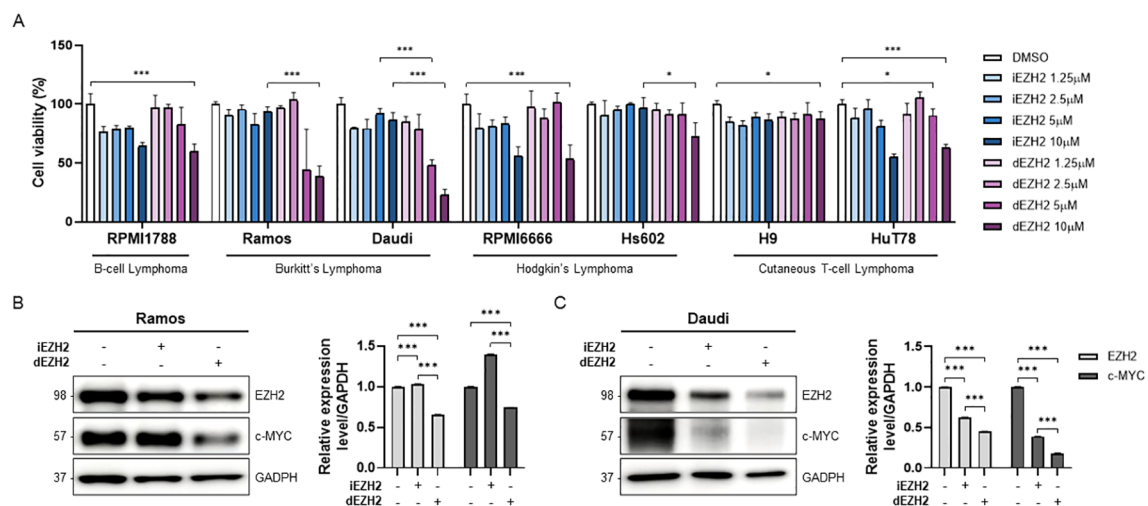 A
Cell viability (%)
150
100
50
0
***
***
***
***
***
*
*
***
*
RPMI1788
Ramos
Daudi
RPMI6666
Hs602
H9
HuT78
B-cell Lymphoma
Burkitt's Lymphoma
Hodgkin's Lymphoma
Cutaneous T-cell Lymphoma
DMSO
iEZH2 1.25μM
iEZH2 2.5μM
iEZH2 5μM
iEZH2 10μM
dEZH2 1.25μM
dEZH2 2.5μM
dEZH2 5μM
dEZH2 10μM
B
Ramos
iEZH2 - + -
dEZH2 - - +
98 EZH2
57 c-MYC
37 GADPH
Relative expression
level/GAPDH
1.5
1.0
0.5
0.0
***
***
***
***
***
iEZH2 - + - - + -
dEZH2 - - + - - +
C
Daudi
iEZH2 - + -
dEZH2 - - +
98 EZH2
57 c-MYC
37 GADPH
Relative expression
level/GAPDH
1.5
1.0
0.5
0.0
***
***
***
***
***
***
iEZH2 - + - - + -
dEZH2 - - + - - +
EZH2
c-MYC